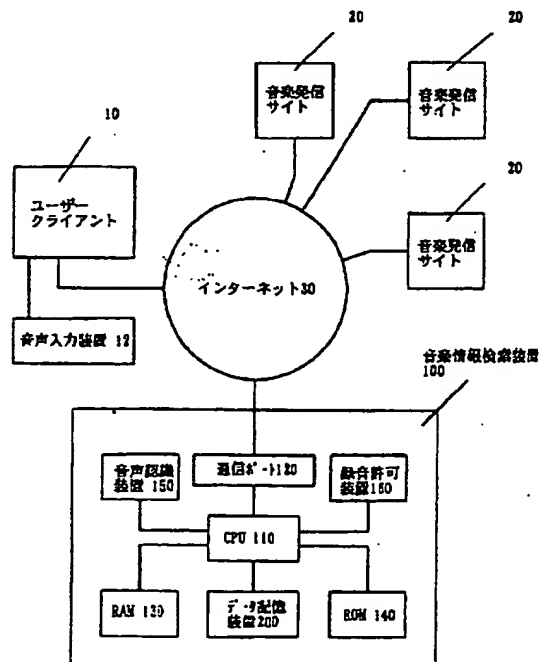 20
20
音楽発信
サイト
音楽発信
サイト
10
20
ユーザー
クライアント
音楽発信
サイト
インターネット30
音声入力装置 12
音楽情報検索装置
100
音声認識
装置 150
通信ポート120
録音許可
装置160
CPU 110
RAM 130
データ記憶
装置200
ROM 140